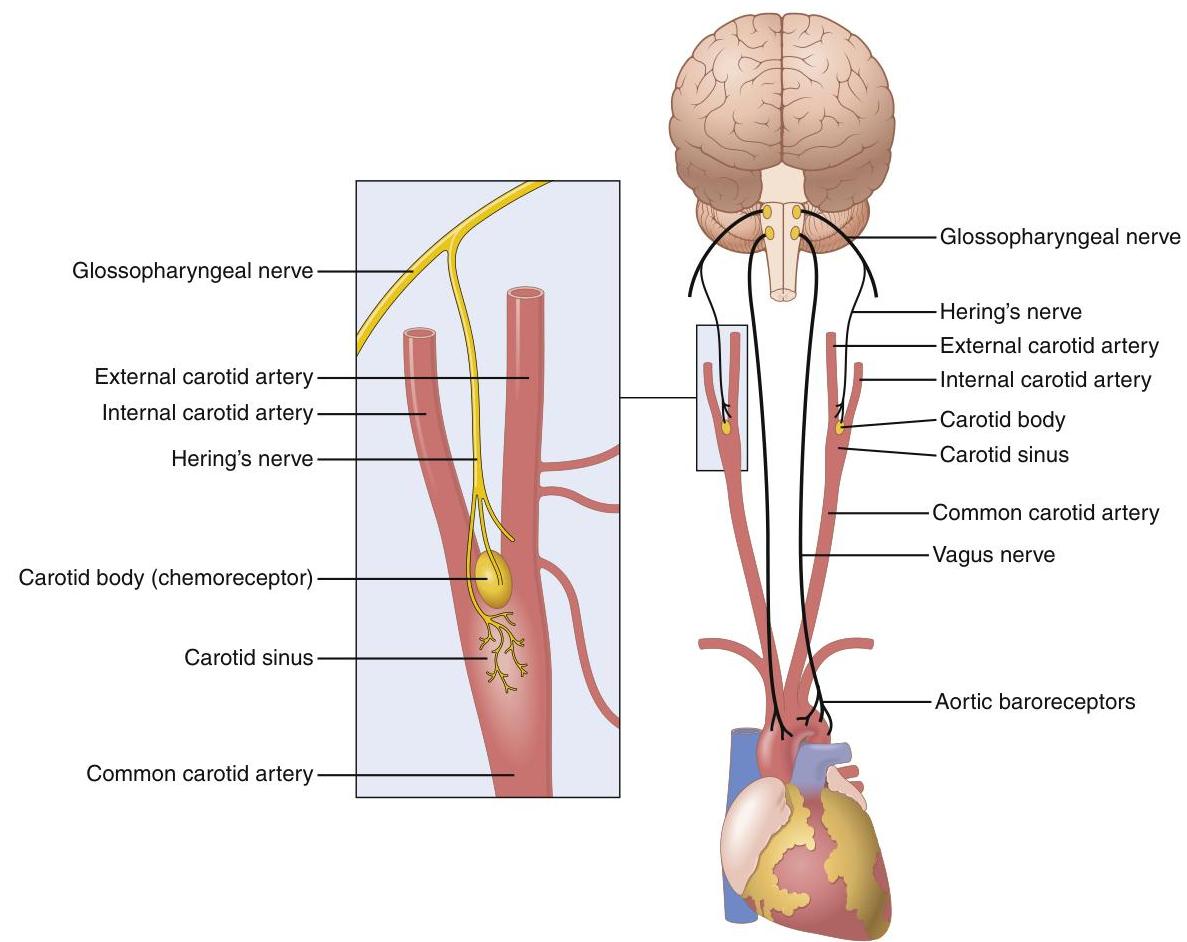 Glossopharyngeal nerve
External carotid artery
Internal carotid artery
Hering's nerve
Carotid body (chemoreceptor)
Carotid sinus
Common carotid artery
Glossopharyngeal nerve
Hering's nerve
External carotid artery
Internal carotid artery
Carotid body
Carotid sinus
Common carotid artery
Vagus nerve
Aortic baroreceptors